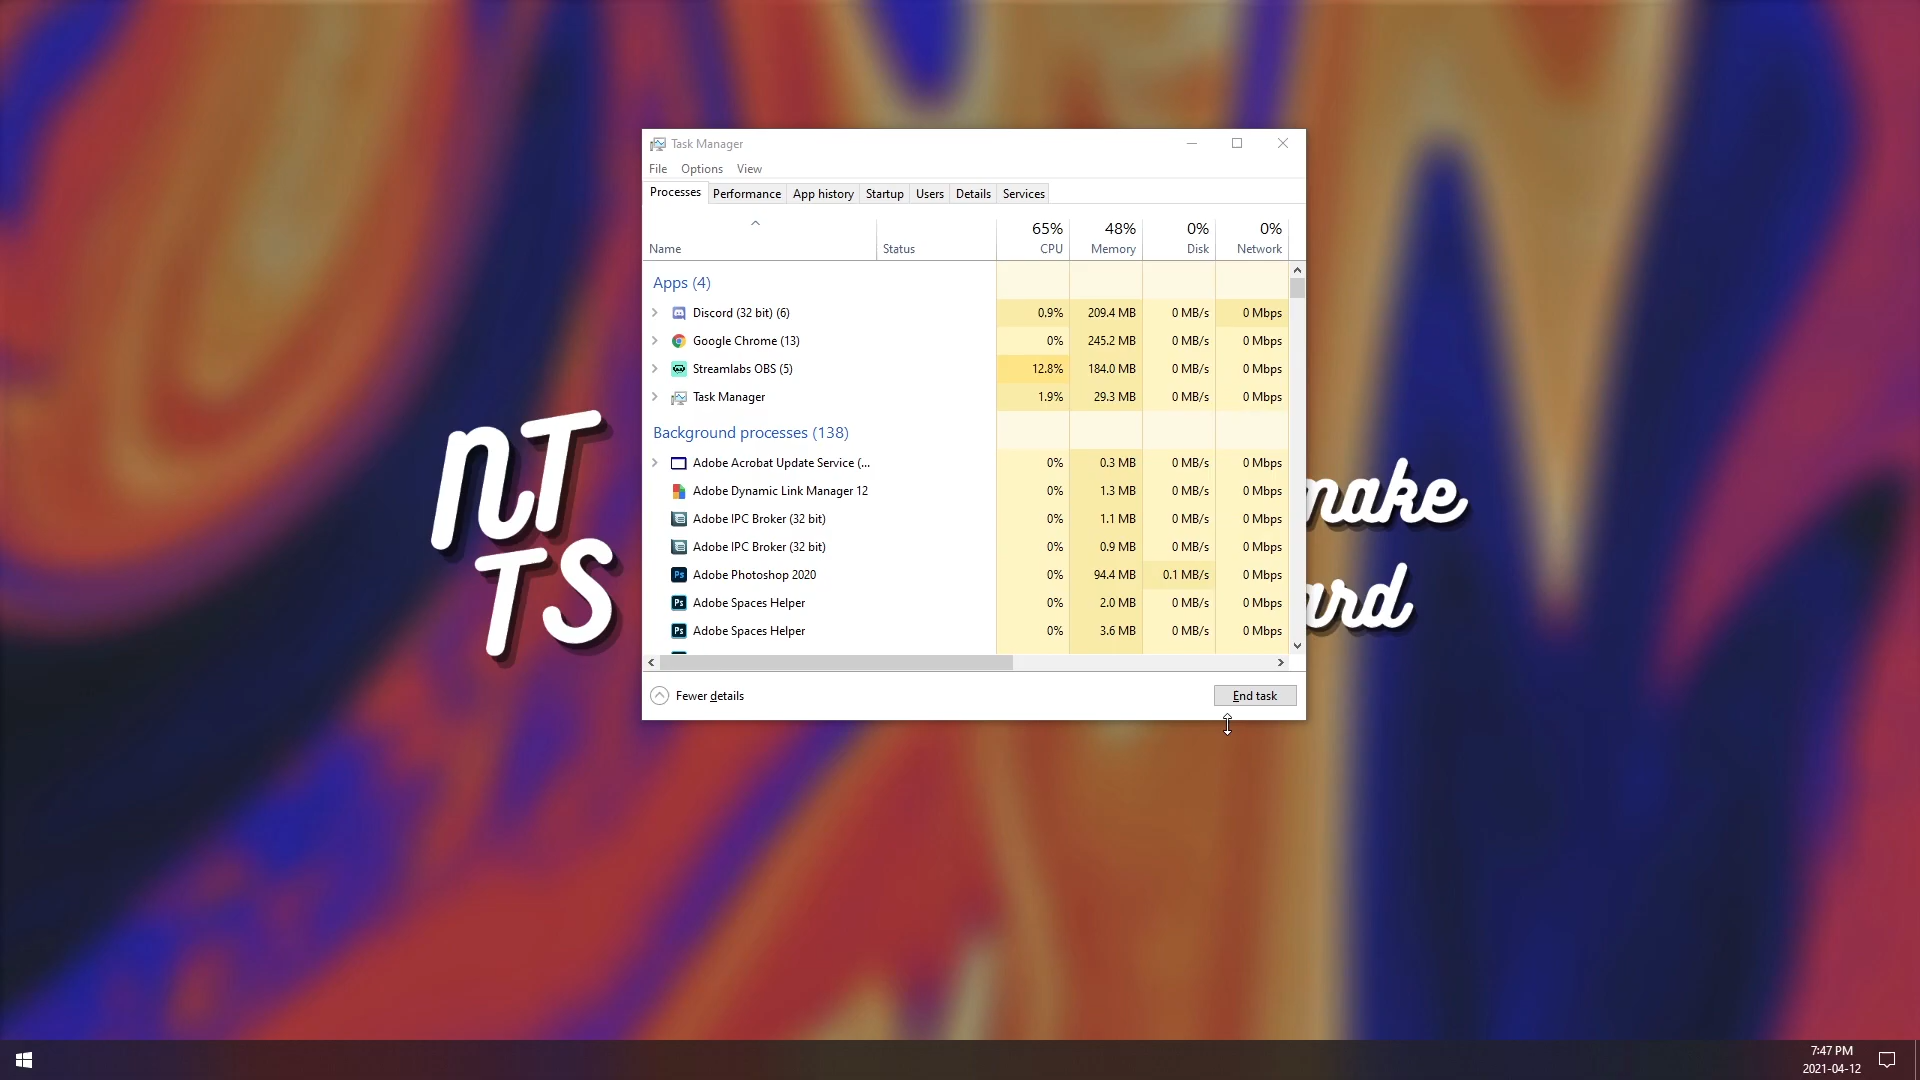 Task Manager
File Options View
Processes Performance App history Startup Users Details Services
65% 48% 0% 0%
Name Status CPU Memory Disk Network
Apps (4)
Discord (32 bit) (6) 0.9% 209.4 MB 0 MB/s 0 Mbps
Google Chrome (13) 0% 245.2 MB 0 MB/s 0 Mbps
Streamlabs OBS (5) 12.8% 184.0 MB 0 MB/s 0 Mbps
Task Manager 1.9% 29.3 MB 0 MB/s 0 Mbps
Background processes (138)
Adobe Acrobat Update Service (... 0% 0.3 MB 0 MB/s 0 Mbps
Adobe Dynamic Link Manager 12 0% 1.3 MB 0 MB/s 0 Mbps
Adobe IPC Broker (32 bit) 0% 1.1 MB 0 MB/s 0 Mbps
Adobe IPC Broker (32 bit) 0% 0.9 MB 0 MB/s 0 Mbps
Adobe Photoshop 2020 0% 94.4 MB 0.1 MB/s 0 Mbps
Adobe Spaces Helper 0% 2.0 MB 0 MB/s 0 Mbps
Adobe Spaces Helper 0% 3.6 MB 0 MB/s 0 Mbps
Fewer details End task
NT
TS
make
ard
7:47 PM
2021-04-12